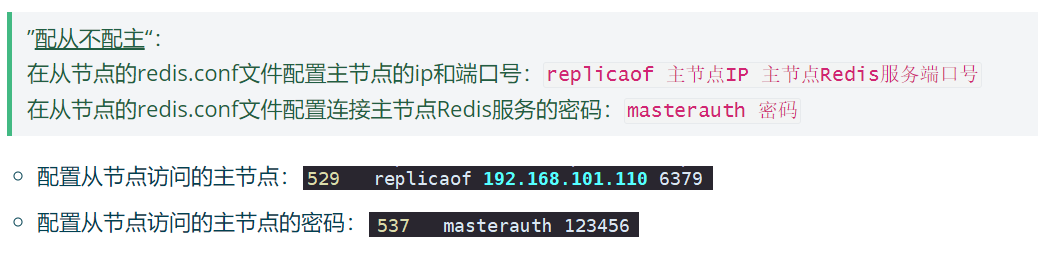 ”配从不配主“：
在从节点的redis.conf文件配置主节点的ip和端口号：replicaof 主节点IP 主节点Redis服务端口号
在从节点的redis.conf文件配置连接主节点Redis服务的密码：masterauth 密码
配置从节点访问的主节点：529 replicaof 192.168.101.110 6379
配置从节点访问的主节点的密码：537 masterauth 123456